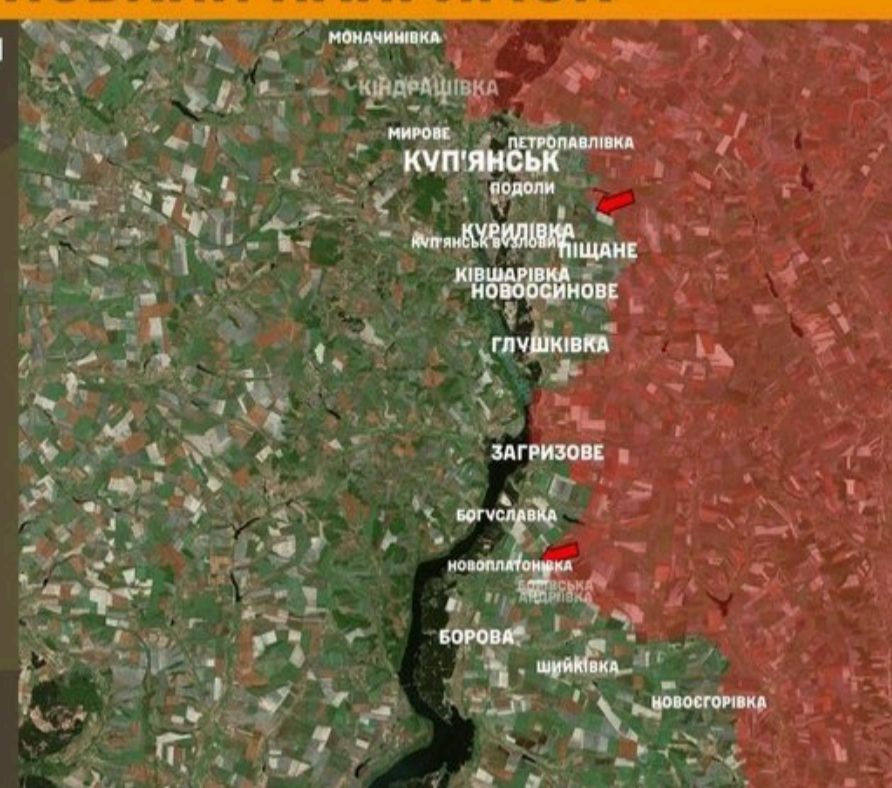 МОНАЧИНІВКА
КІНДРАШІВКА
МИРОВЕ
ПЕТРОПАВЛІВКА
КУП'ЯНСЬК
ПОДОЛИ
КУРИЛІВКА
КУП'ЯНСЬК ВУЗЛОВИЙ
ПІЩАНЕ
КІВШАРІВКА
НОВООСИНОВЕ
ГЛУШКІВКА
ЗАГРИЗОВЕ
БОГУСЛАВКА
НОВОПЛАТОНІВКА
БОРІВСЬКА
АНДРІЇВКА
БОРОВА
ШИЙКІВКА
НОВОЄГОРІВКА